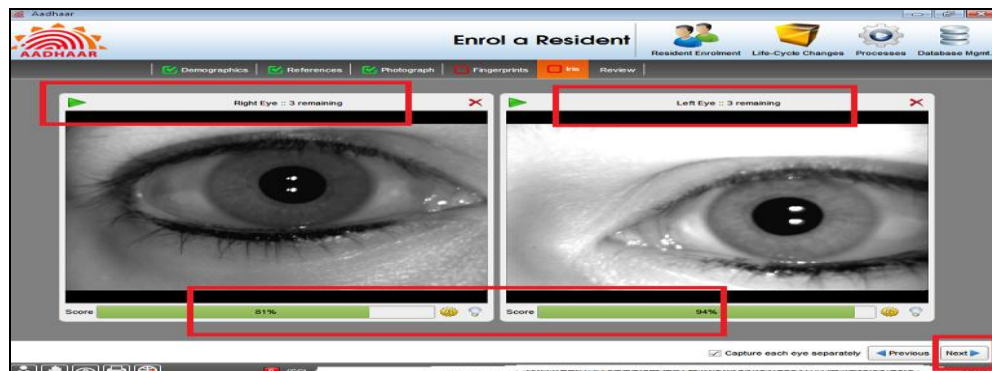 Aadhaar
AADHAAR
Enrol a Resident
Resident Enrolment Life-Cycle Changes Processes Database Mgmt.
Demographics References Photograph Fingerprints Iris Review
Right Eye :: 3 remaining
Left Eye :: 3 remaining
Score 81%
Score 94%
Capture each eye separately Previous Next